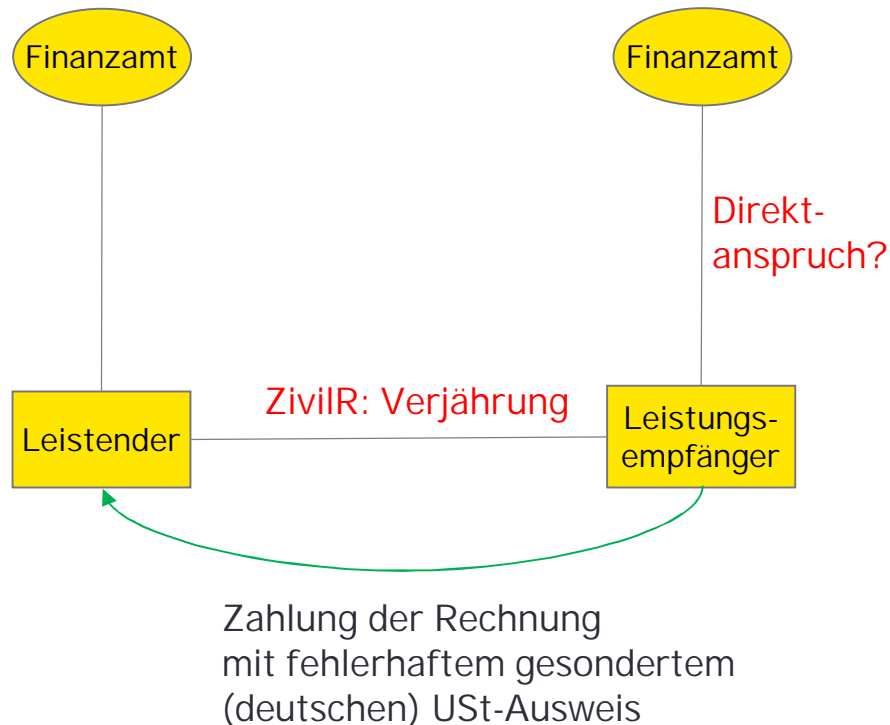 Finanzamt
Finanzamt
Direkt-
anspruch?
ZivilR: Verjährung
Leistender
Leistungs-
empfänger
Zahlung der Rechnung
mit fehlerhaftem gesondertem
(deutschen) USt-Ausweis